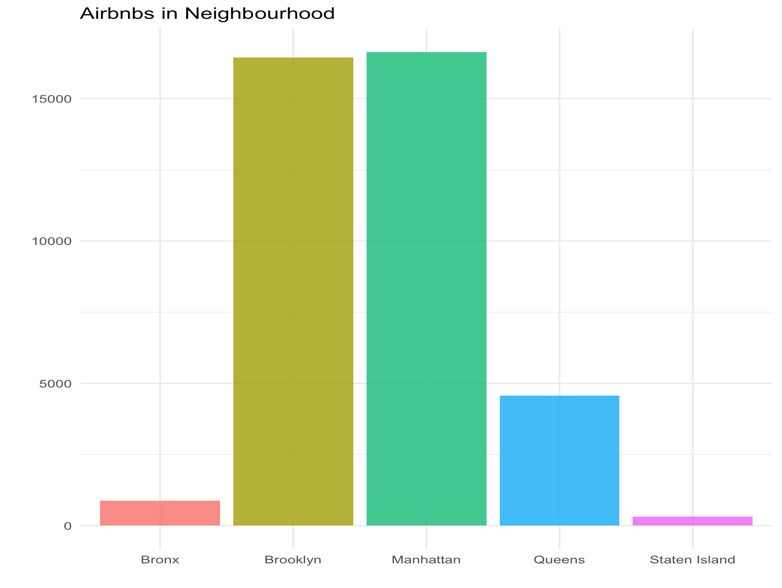 Airbnbs in Neighbourhood
15000
10000
5000
0
Bronx Brooklyn Manhattan Queens Staten Island